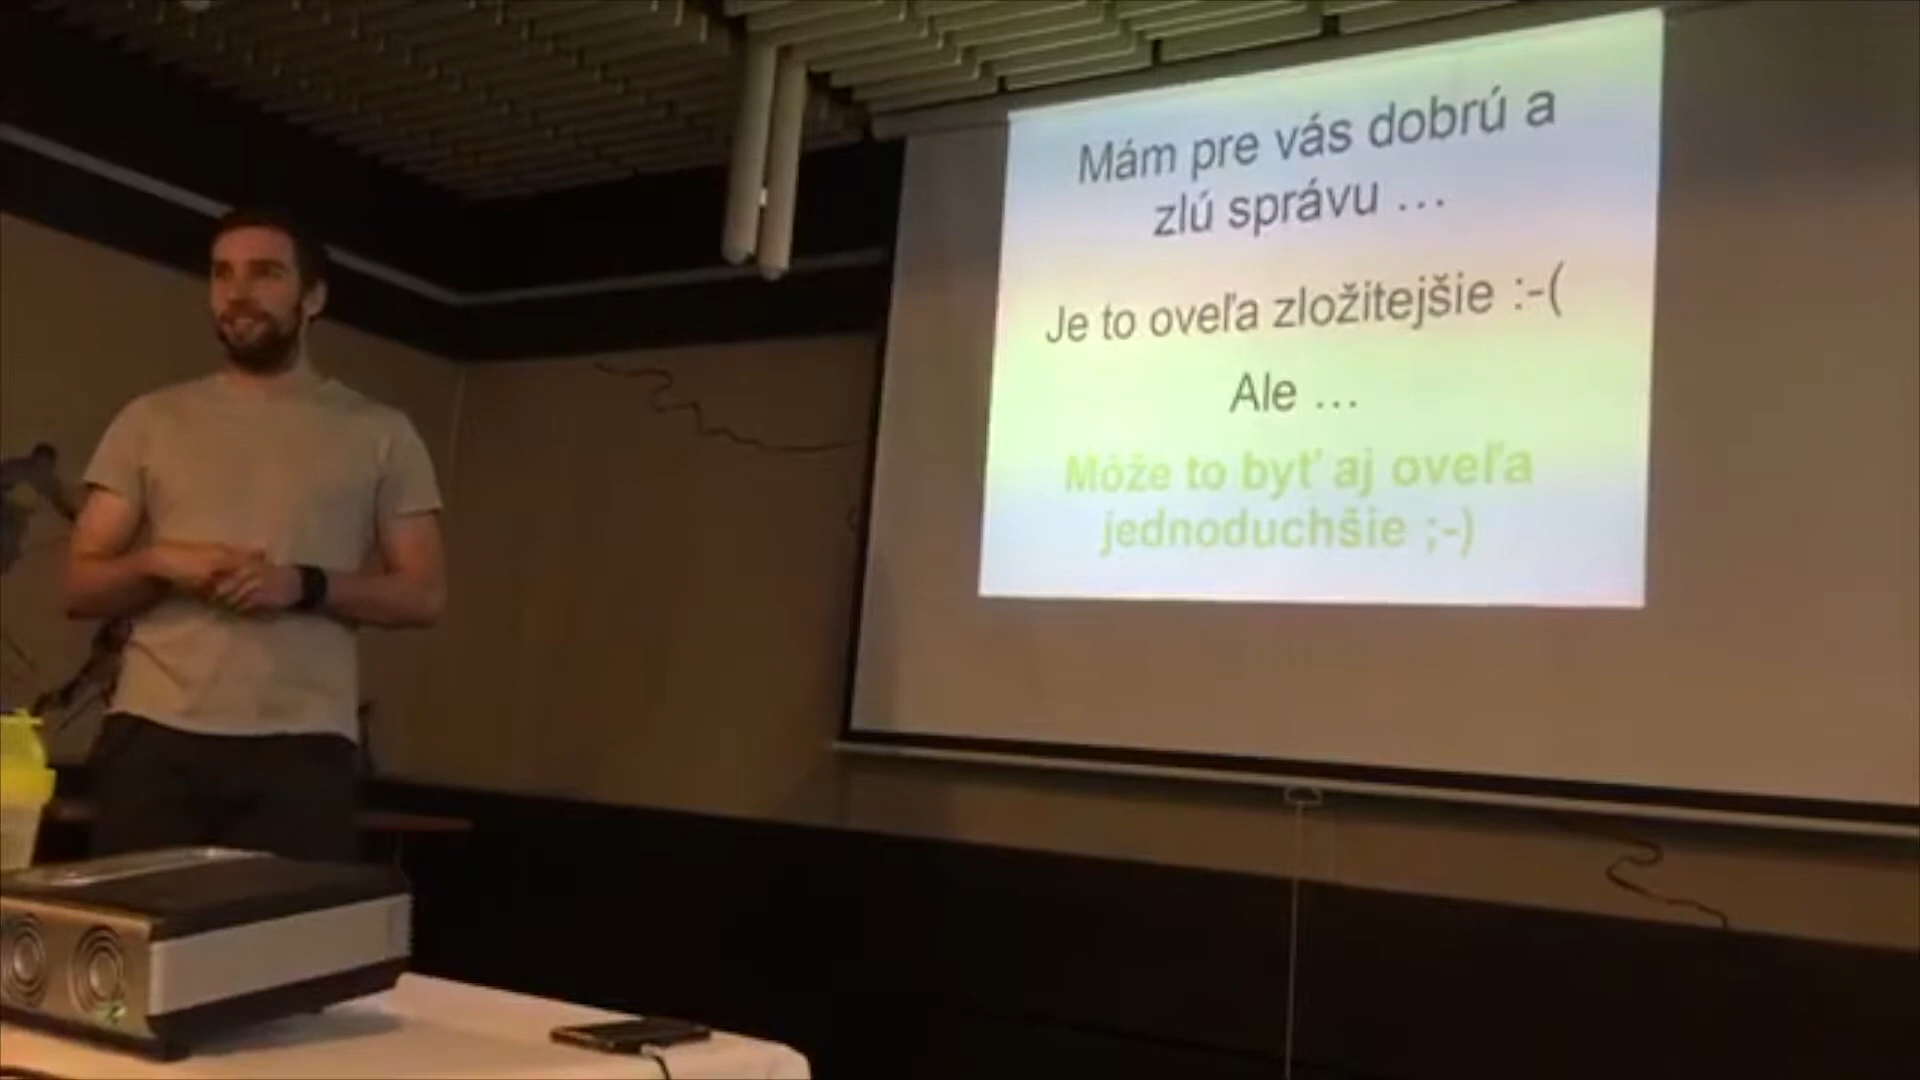 Mám pre vás dobrú a
zlú správu ...
Je to oveľa zložitejšie :-(
Ale ...
Môže to byť aj oveľa
jednoduchšie ;-)